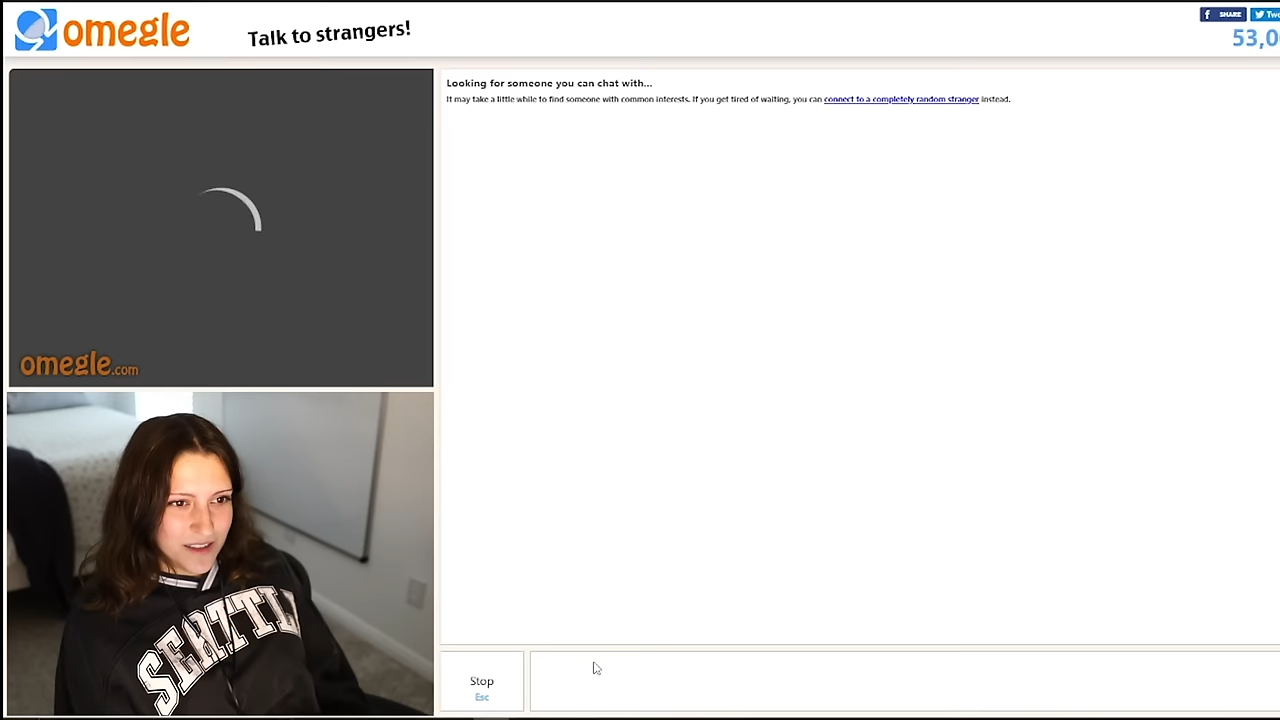 omegle
Talk to strangers!
f SHARE
Twe
53,0
Looking for someone you can chat with...
It may take a little while to find someone with common interests. If you get tired of waiting, you can connect to a completely random stranger instead.
omegle.com
SEATTL
Stop
Esc